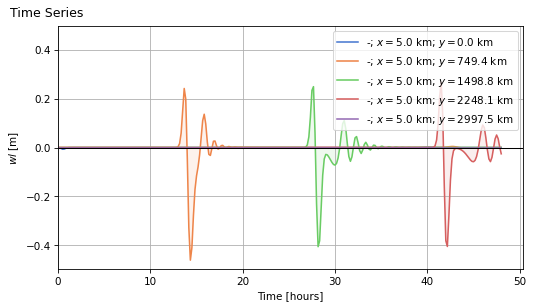 Time Series
-; x = 5.0 km; y = 0.0 km
-; x = 5.0 km; y = 749.4 km
-; x = 5.0 km; y = 1498.8 km
-; x = 5.0 km; y = 2248.1 km
-; x = 5.0 km; y = 2997.5 km
wl [m]
0.4
0.2
0.0
−0.2
−0.4
0 10 20 30 40 50
Time [hours]